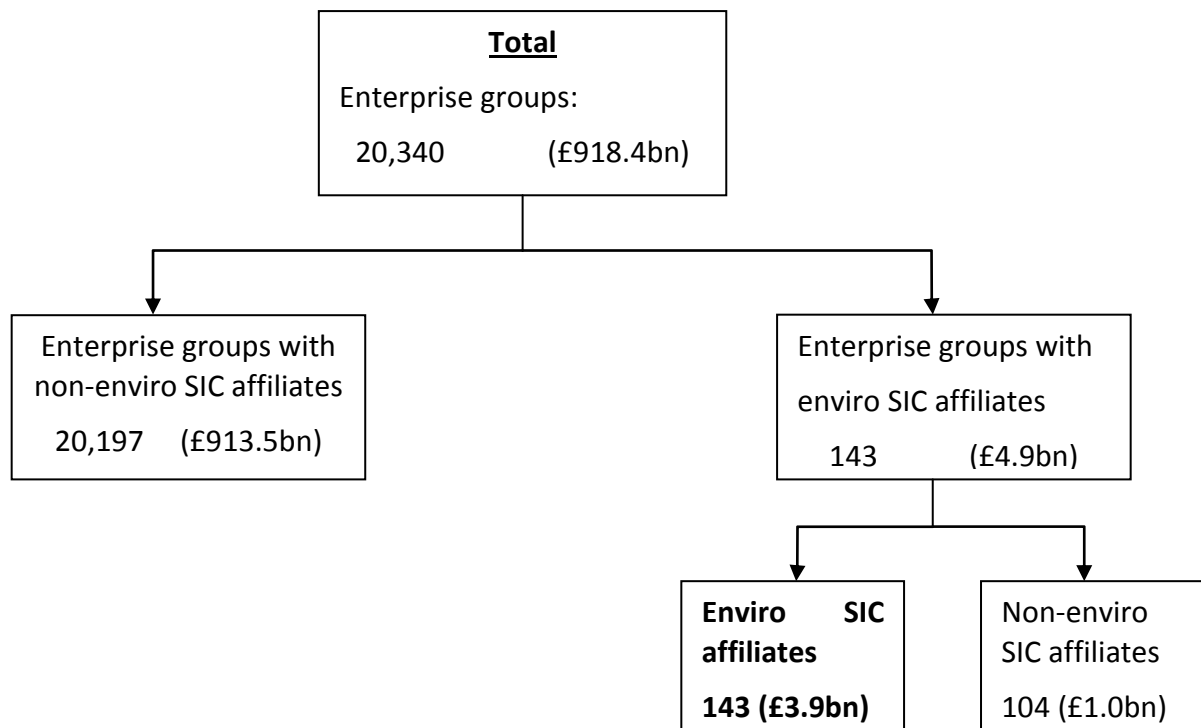 Total
Enterprise groups:
20,340 (£918.4bn)
Enterprise groups with
non-enviro SIC affiliates
20,197 (£913.5bn)
Enterprise groups with
enviro SIC affiliates
143 (£4.9bn)
Enviro SIC
affiliates
143 (£3.9bn)
Non-enviro
SIC affiliates
104 (£1.0bn)